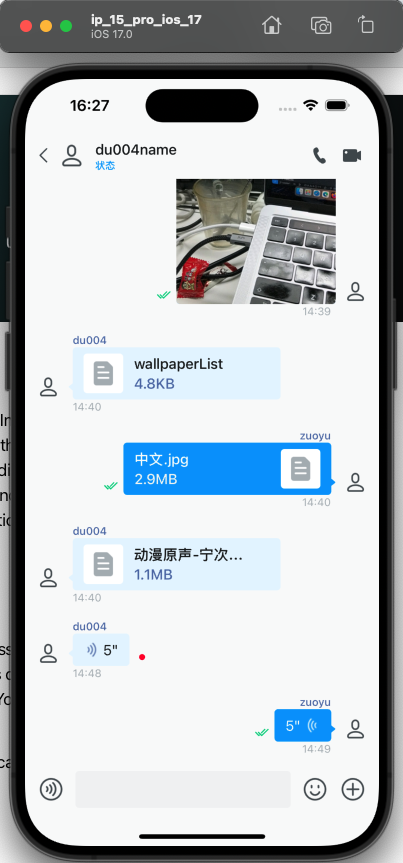 ip_15_pro_ios_17
iOS 17.0
16:27
du004name
状态
14:39
du004
wallpaperList
4.8KB
14:40
zuoyu
中文.jpg
2.9MB
14:40
du004
动漫原声-宁次...
1.1MB
14:40
du004
5"
14:48
zuoyu
5"
14:49